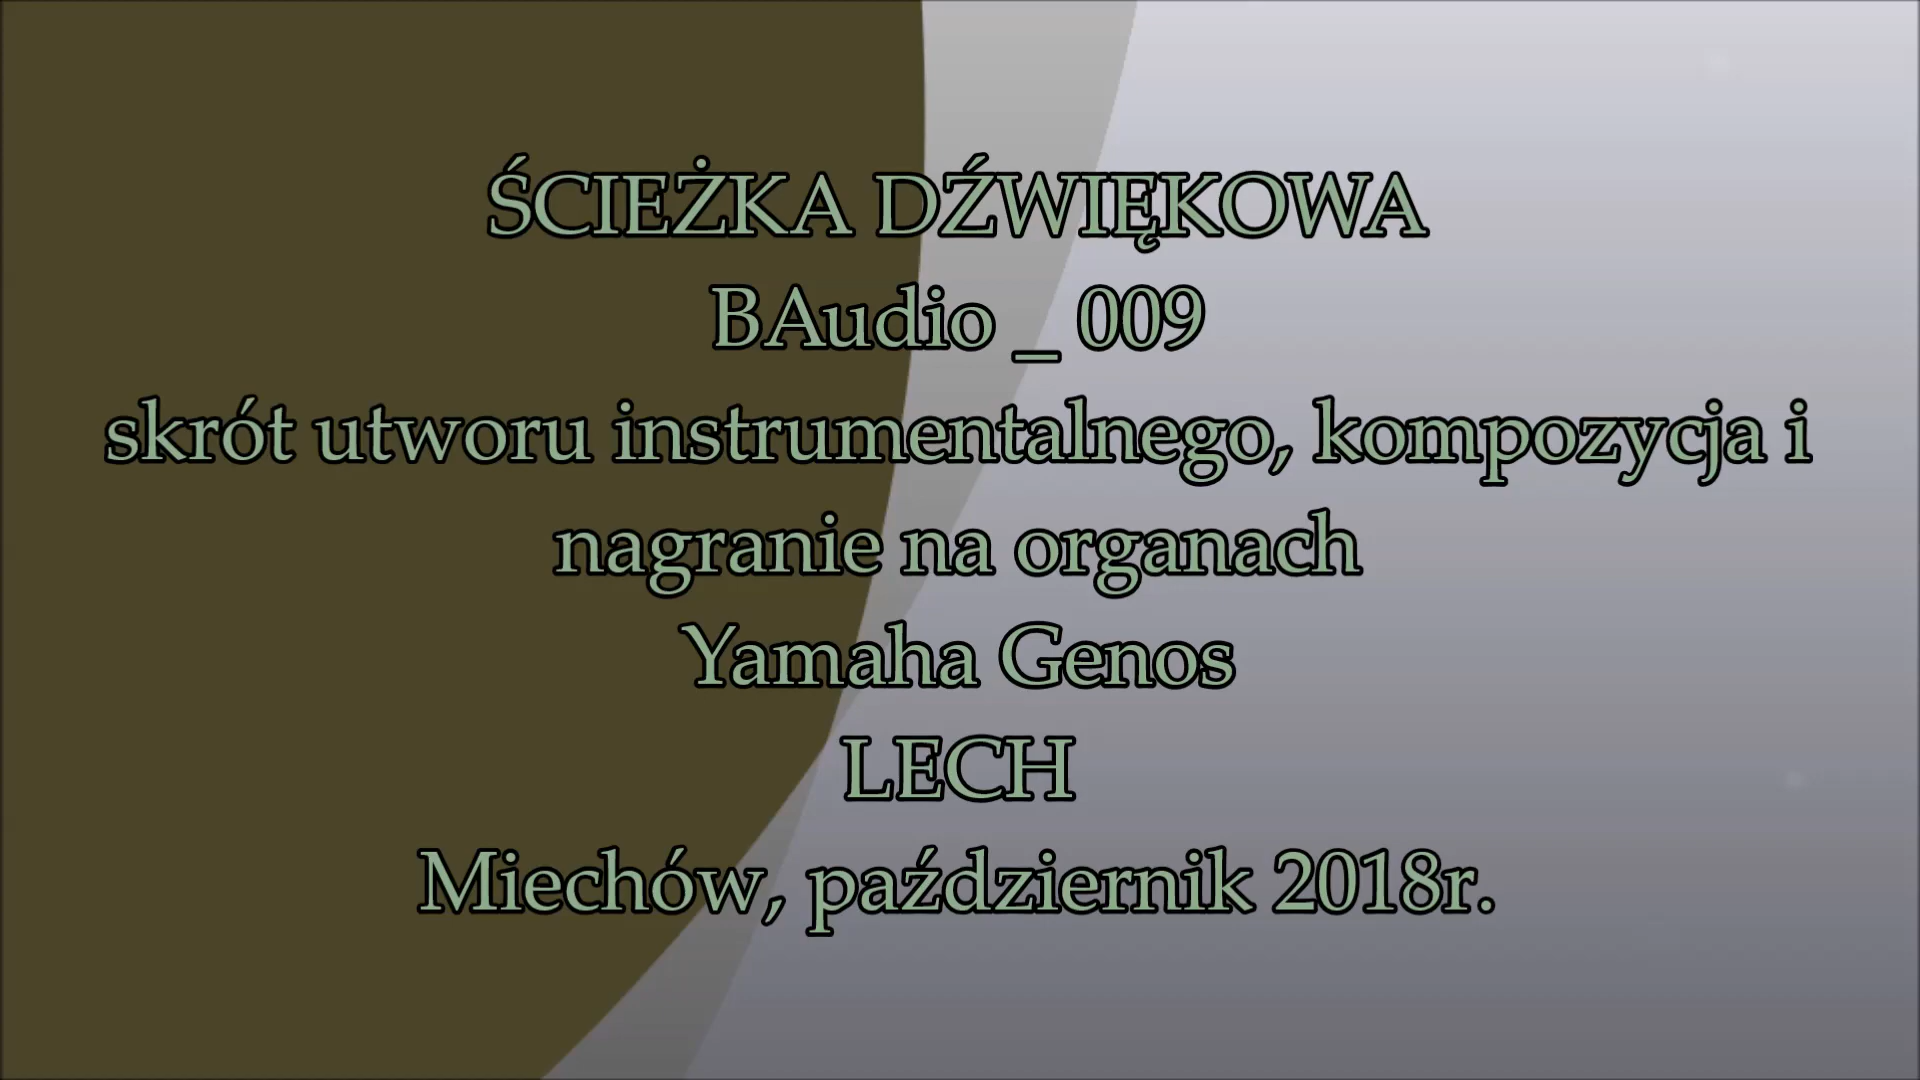 ŚCIEŻKA DŹWIĘKOWA
BAudio _ 009
skrót utworu instrumentalnego, kompozycja i
nagranie na organach
Yamaha Genos
LECH
Miechów, październik 2018r.